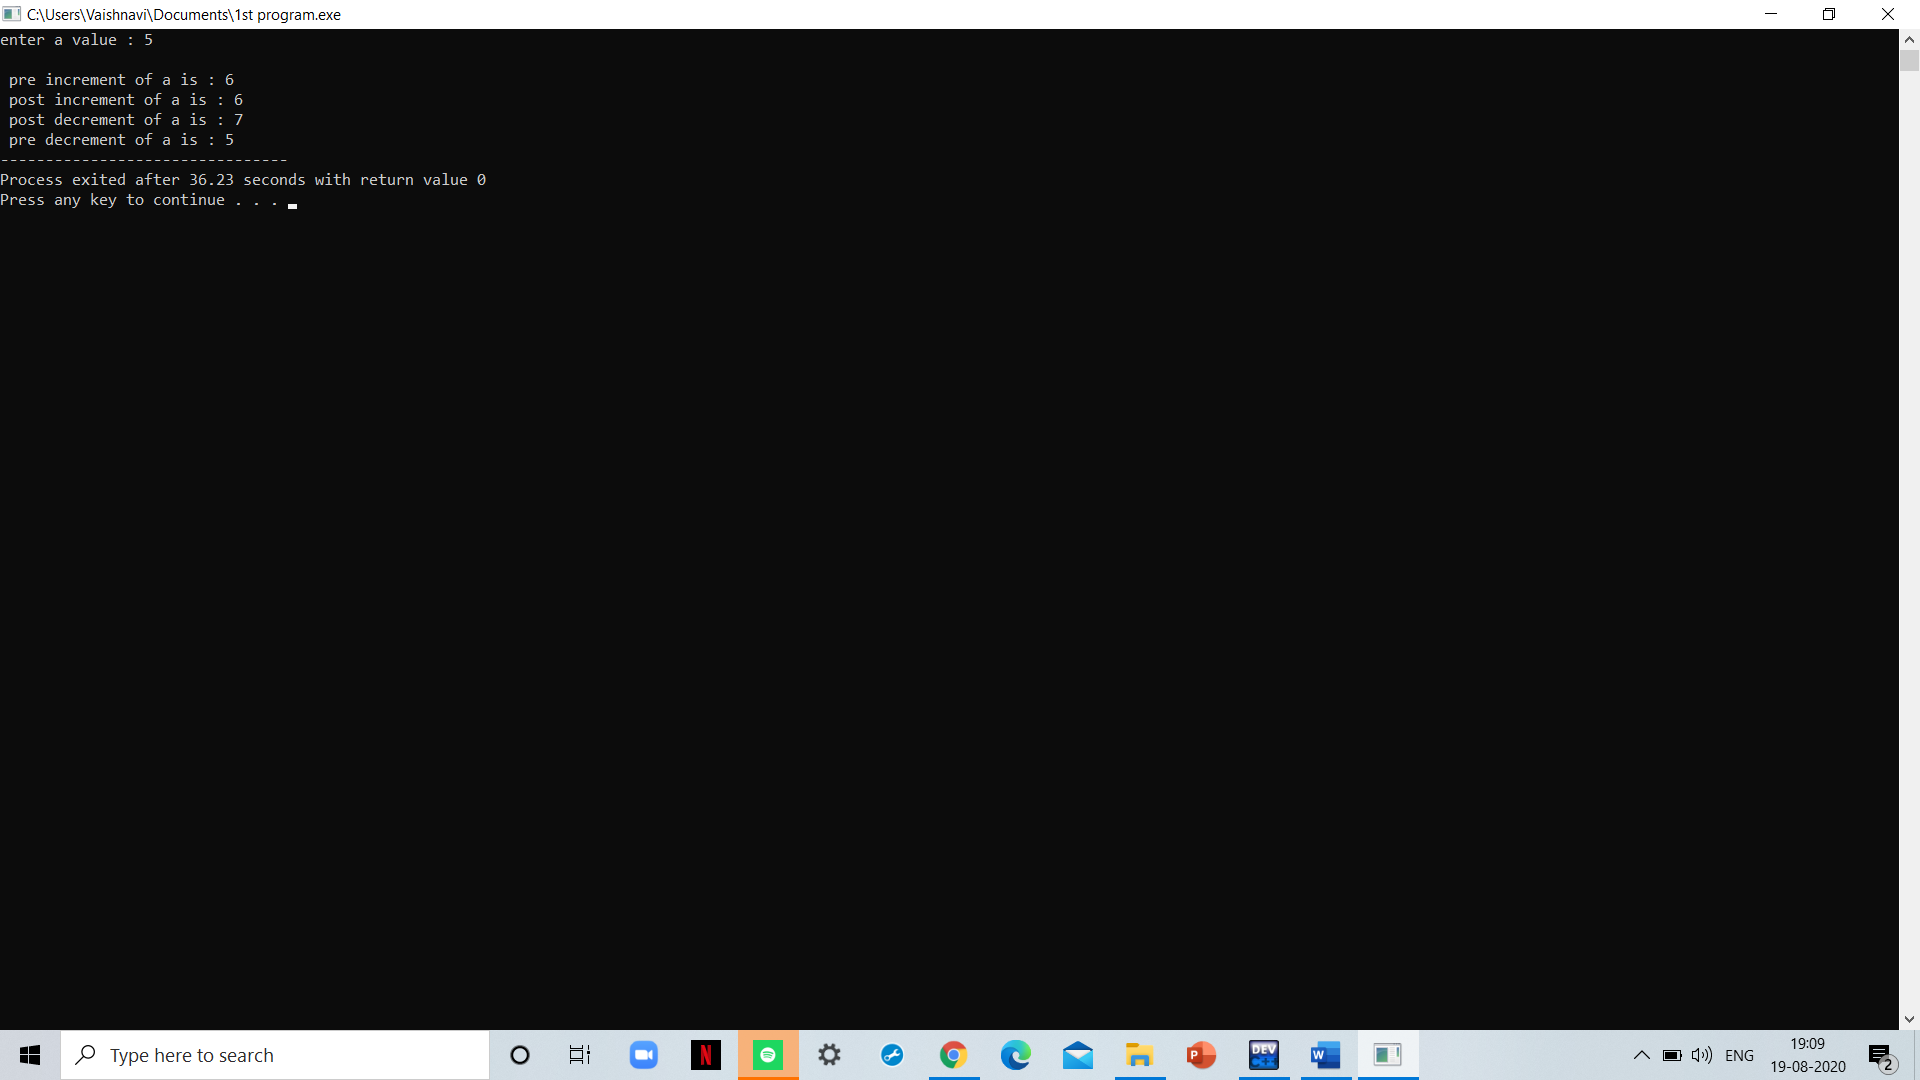 C:\Users\Vaishnavi\Documents\1st program.exe
enter a value : 5
pre increment of a is : 6
post increment of a is : 6
post decrement of a is : 7
pre decrement of a is : 5
--------------------------------
Process exited after 36.23 seconds with return value 0
Press any key to continue . . .
Type here to search
N
P
DEV
C++
W
ENG
19:09
19-08-2020
2